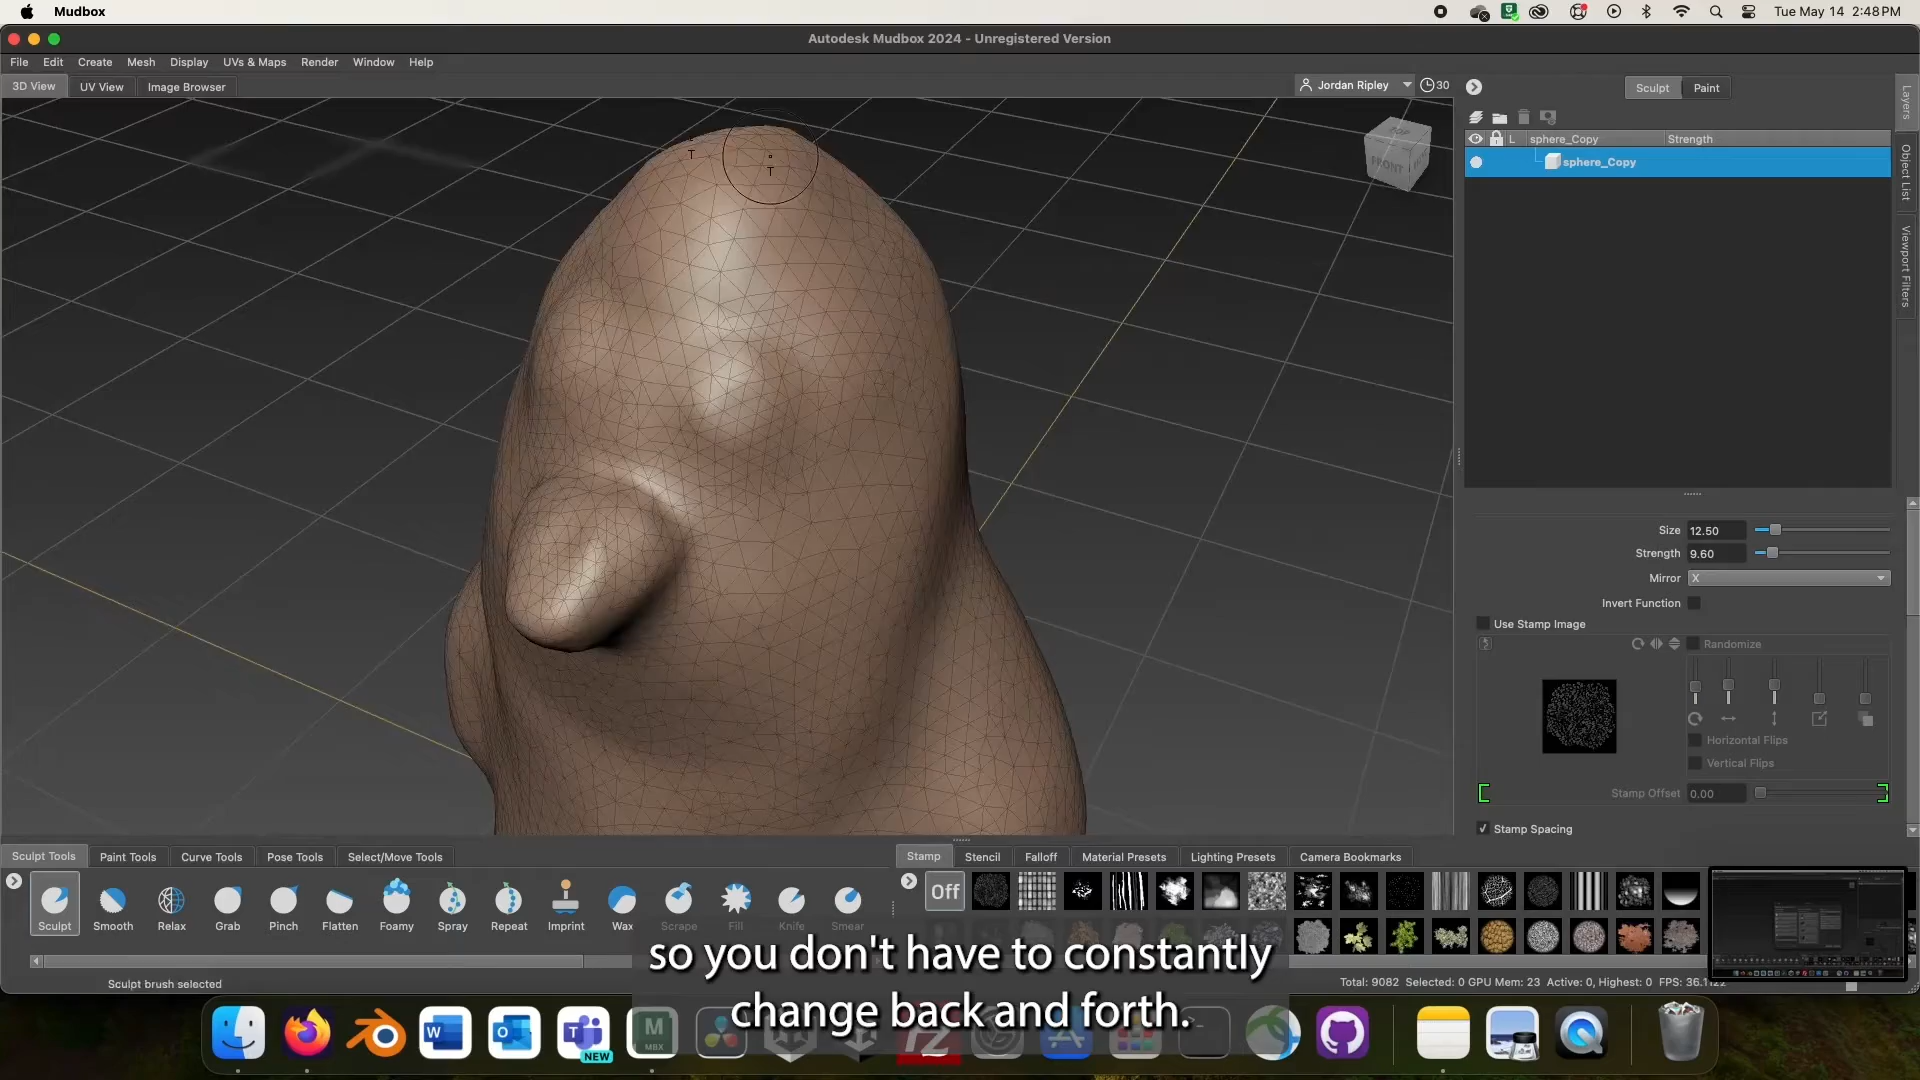 Mudbox
Tue May 14 2:48 PM
Autodesk Mudbox 2024 - Unregistered Version
File Edit Create Mesh Display UVs & Maps Render Window Help
3D View UV View Image Browser
Jordan Ripley
30
Sculpt Paint
L sphere_Copy Strength
sphere_Copy
Layers
Object List
Viewport Filters
TOP
FRONT
T
T
Size 12.50
Strength 9.60
Mirror X
Invert Function
Use Stamp Image
Randomize
Horizontal Flips
Vertical Flips
Stamp Offset 0.00
Stamp Spacing
Sculpt Tools Paint Tools Curve Tools Pose Tools Select/Move Tools
Stamp Stencil Falloff Material Presets Lighting Presets Camera Bookmarks
Off
Sculpt Smooth Relax Grab Pinch Flatten Foamy Spray Repeat Imprint Wax Scrape Fill Knife Smear
so you don't have to constantly
change back and forth.
Sculpt brush selected
Total: 9082 Selected: 0 GPU Mem: 23 Active: 0, Highest: 0 FPS: 36.1122
W
O
T
NEW
M
MBX